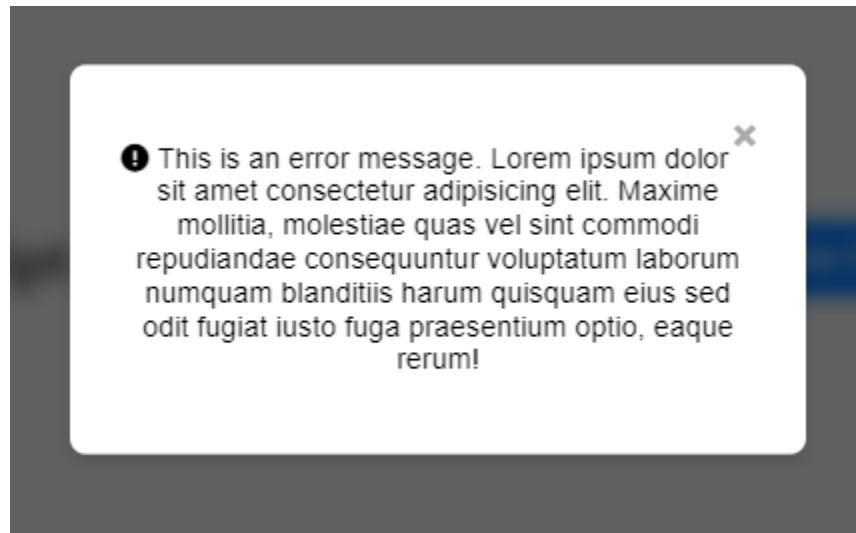 This is an error message. Lorem ipsum dolor
sit amet consectetur adipisicing elit. Maxime
mollitia, molestiae quas vel sint commodi
repudiandae consequuntur voluptatum laborum
numquam blanditiis harum quisquam eius sed
odit fugiat iusto fuga praesentium optio, eaque
rerum!